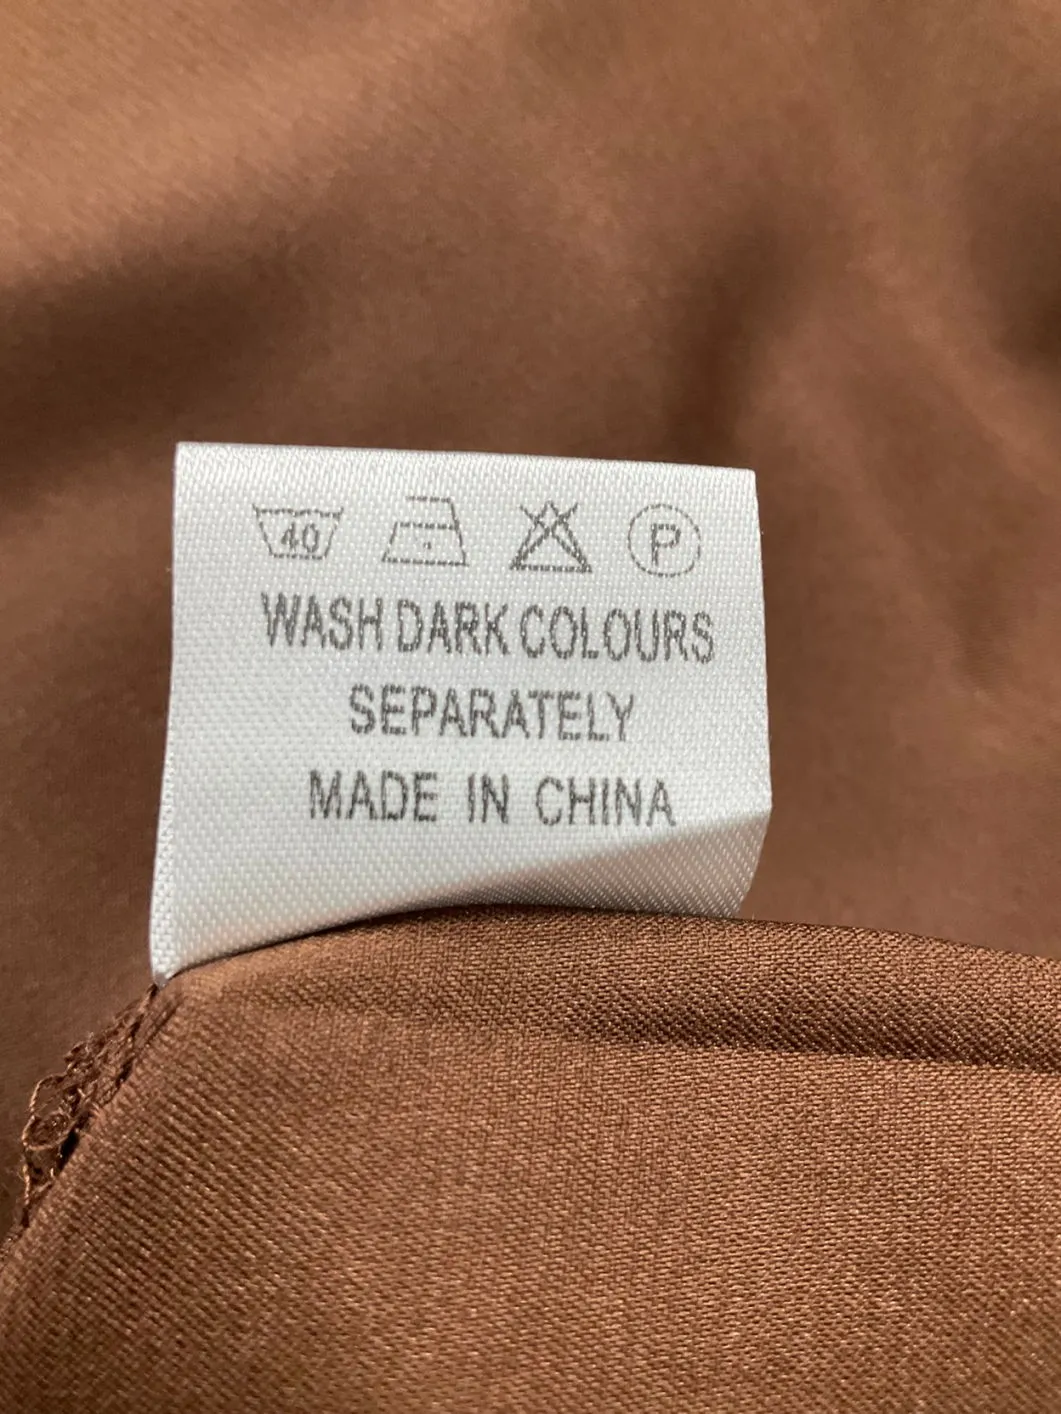 40 P
WASH DARK COLOURS
SEPARATELY
MADE IN CHINA